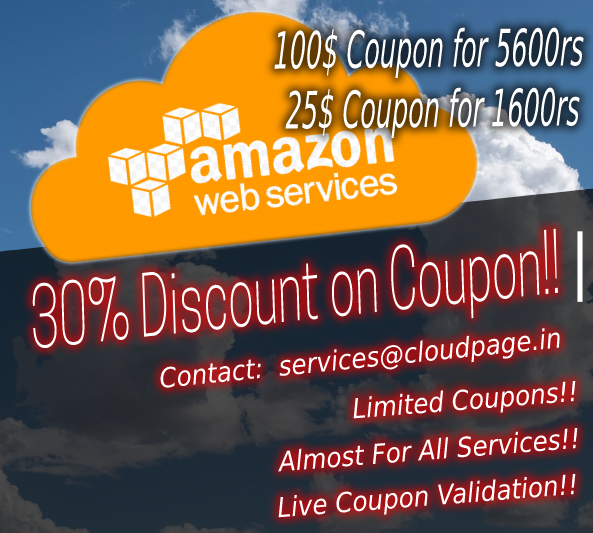 100$ Coupon for 5600rs
25$ Coupon for 1600rs
amazon
web services
30% Discount on Coupon!! |
Contact: services@cloudpage.in
Limited Coupons!!
Almost For All Services!!
Live Coupon Validation!!